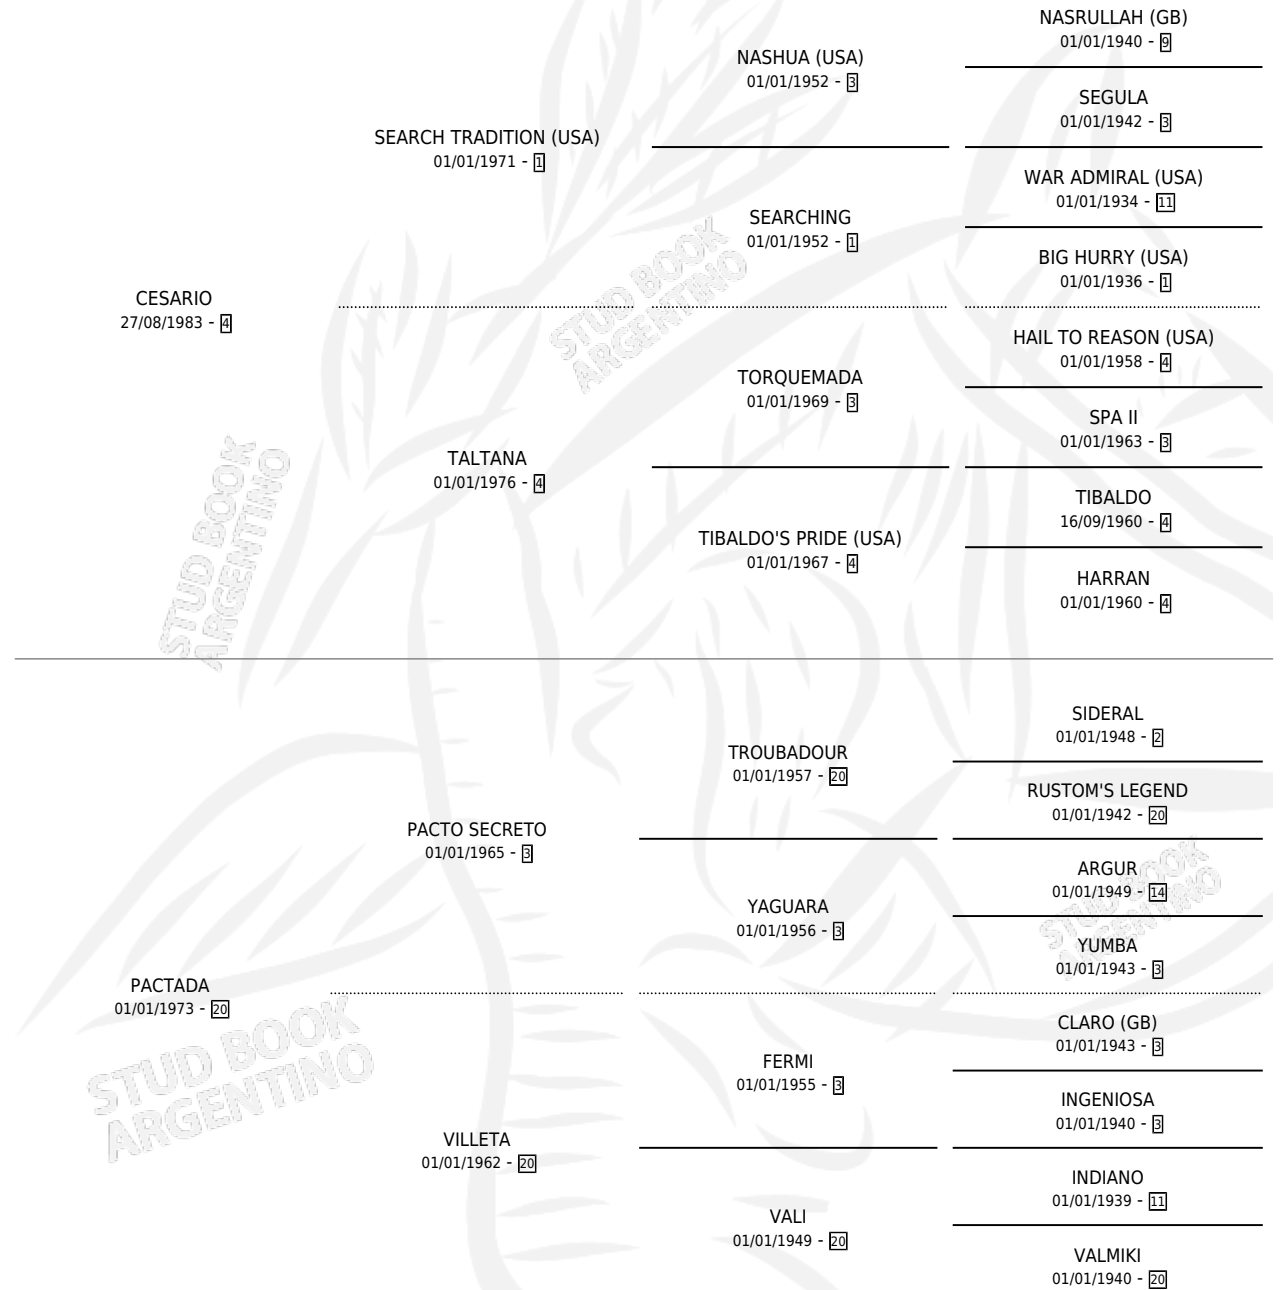 NASRULLAH (GB)
01/01/1940 - 9
NASHUA (USA)
01/01/1952 - 3
SEGULA
01/01/1942 - 3
SEARCH TRADITION (USA)
01/01/1971 - 1
WAR ADMIRAL (USA)
01/01/1934 - 11
SEARCHING
01/01/1952 - 1
BIG HURRY (USA)
01/01/1936 - 1
CESARIO
27/08/1983 - 4
HAIL TO REASON (USA)
01/01/1958 - 4
TORQUEMADA
01/01/1969 - 3
SPA II
01/01/1963 - 3
TALTANA
01/01/1976 - 4
TIBALDO
16/09/1960 - 4
TIBALDO'S PRIDE (USA)
01/01/1967 - 4
HARRAN
01/01/1960 - 4
SIDERAL
01/01/1948 - 2
TROUBADOUR
01/01/1957 - 20
RUSTOM'S LEGEND
01/01/1942 - 20
PACTO SECRETO
01/01/1965 - 3
ARGUR
01/01/1949 - 14
YAGUARA
01/01/1956 - 3
YUMBA
01/01/1943 - 3
PACTADA
01/01/1973 - 20
CLARO (GB)
01/01/1943 - 3
FERMI
01/01/1955 - 3
INGENIOSA
01/01/1940 - 3
VILLETA
01/01/1962 - 20
INDIANO
01/01/1939 - 11
VALI
01/01/1949 - 20
VALMIKI
01/01/1940 - 20
STUD BOOK
ARGENTINO
STUD BOOK
ARGENTINO
STUD BOOK
ARGENTINO
STUD BOOK
ARGENTINO